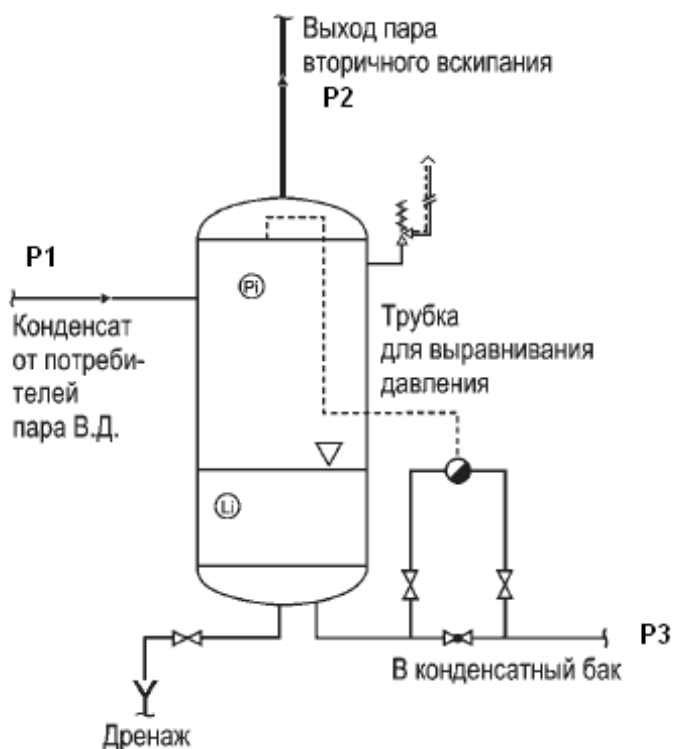 Выход пара
вторичного вскипания
P2
P1
Pi
Конденсат
от потреби-
телей
пара В.Д.
Трубка
для выравнивания
давления
Li
P3
В конденсатный бак
Дренаж